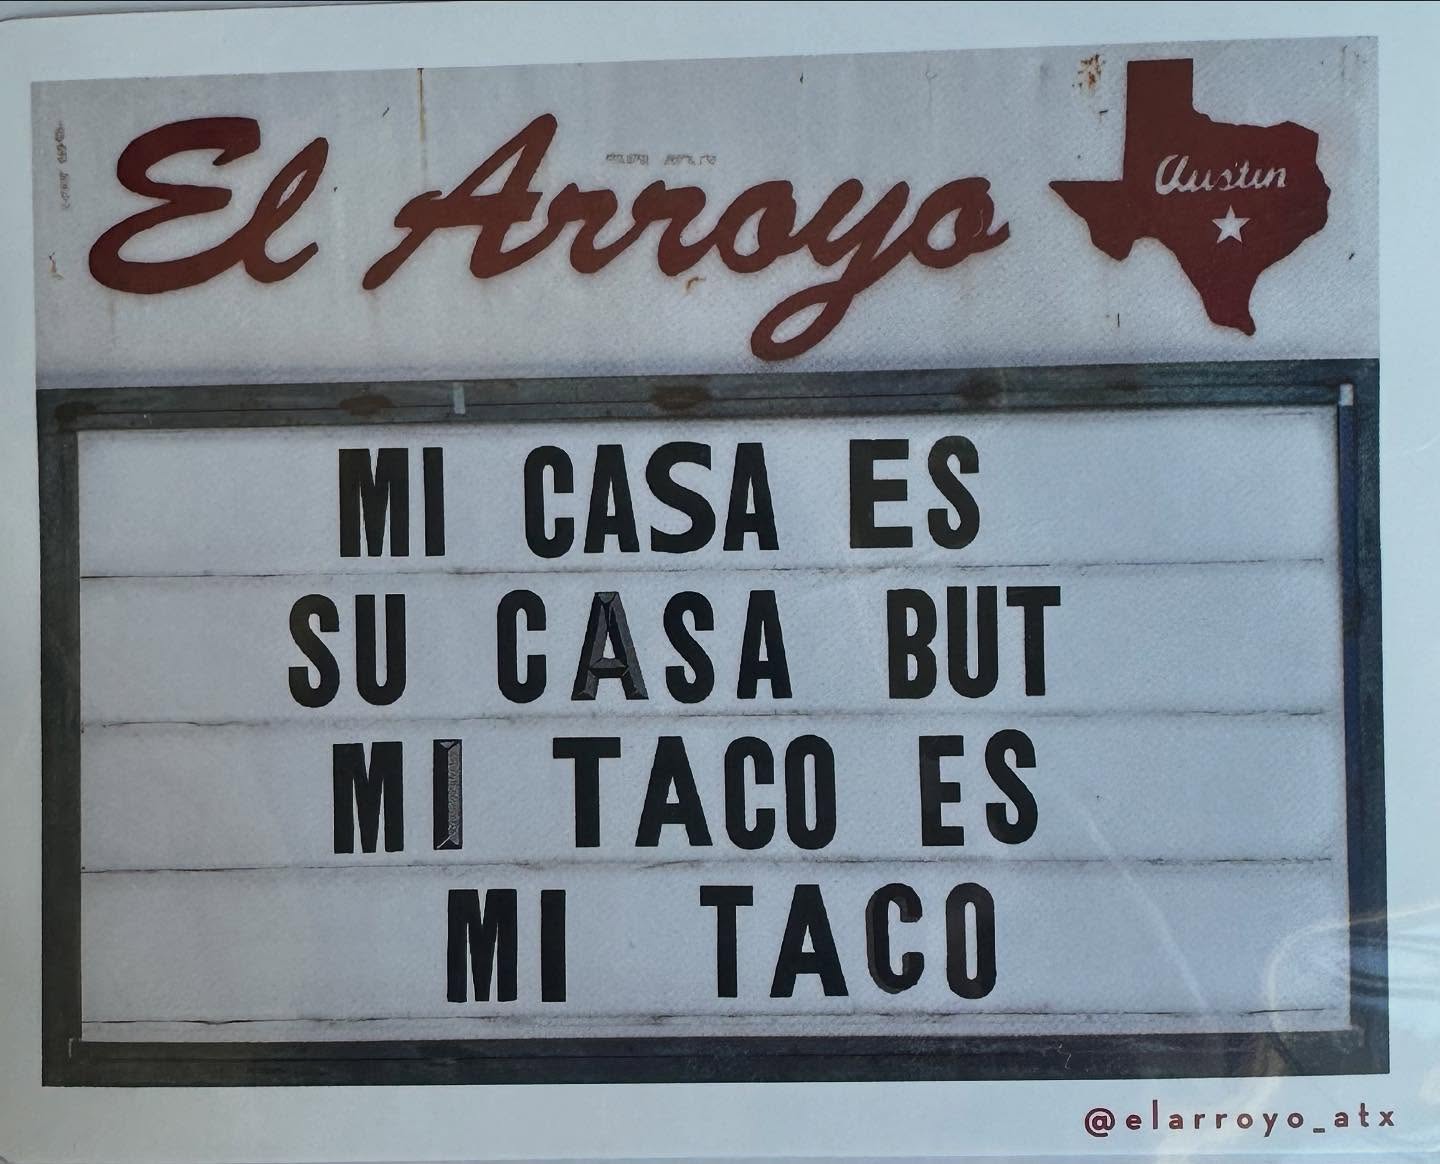 El Arroyo
Austin
MI CASA ES
SU CASA BUT
MI TACO ES
MI TACO
@elarroyo_atx